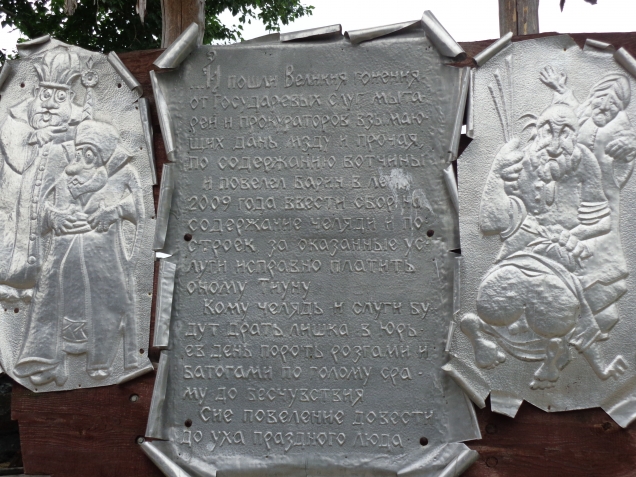 ...И пошли Великия гонения
от Государевых слуг мыта-
рей и прокураторов взымаю-
щих дань мзду и прочая
по содержанию вотчины
и повелел барин в лето
2009 года ввести сбор на
содержание челяди и по-
строек за оказанные ус-
луги исправно платить
оному Тиуну
Кому челядь и слуги бу-
дут драть лишка в Юрь-
ев день пороть розгами и
батогами по голому сра-
му до бесчувствия
Сие повеление довести
до уха праздного люда